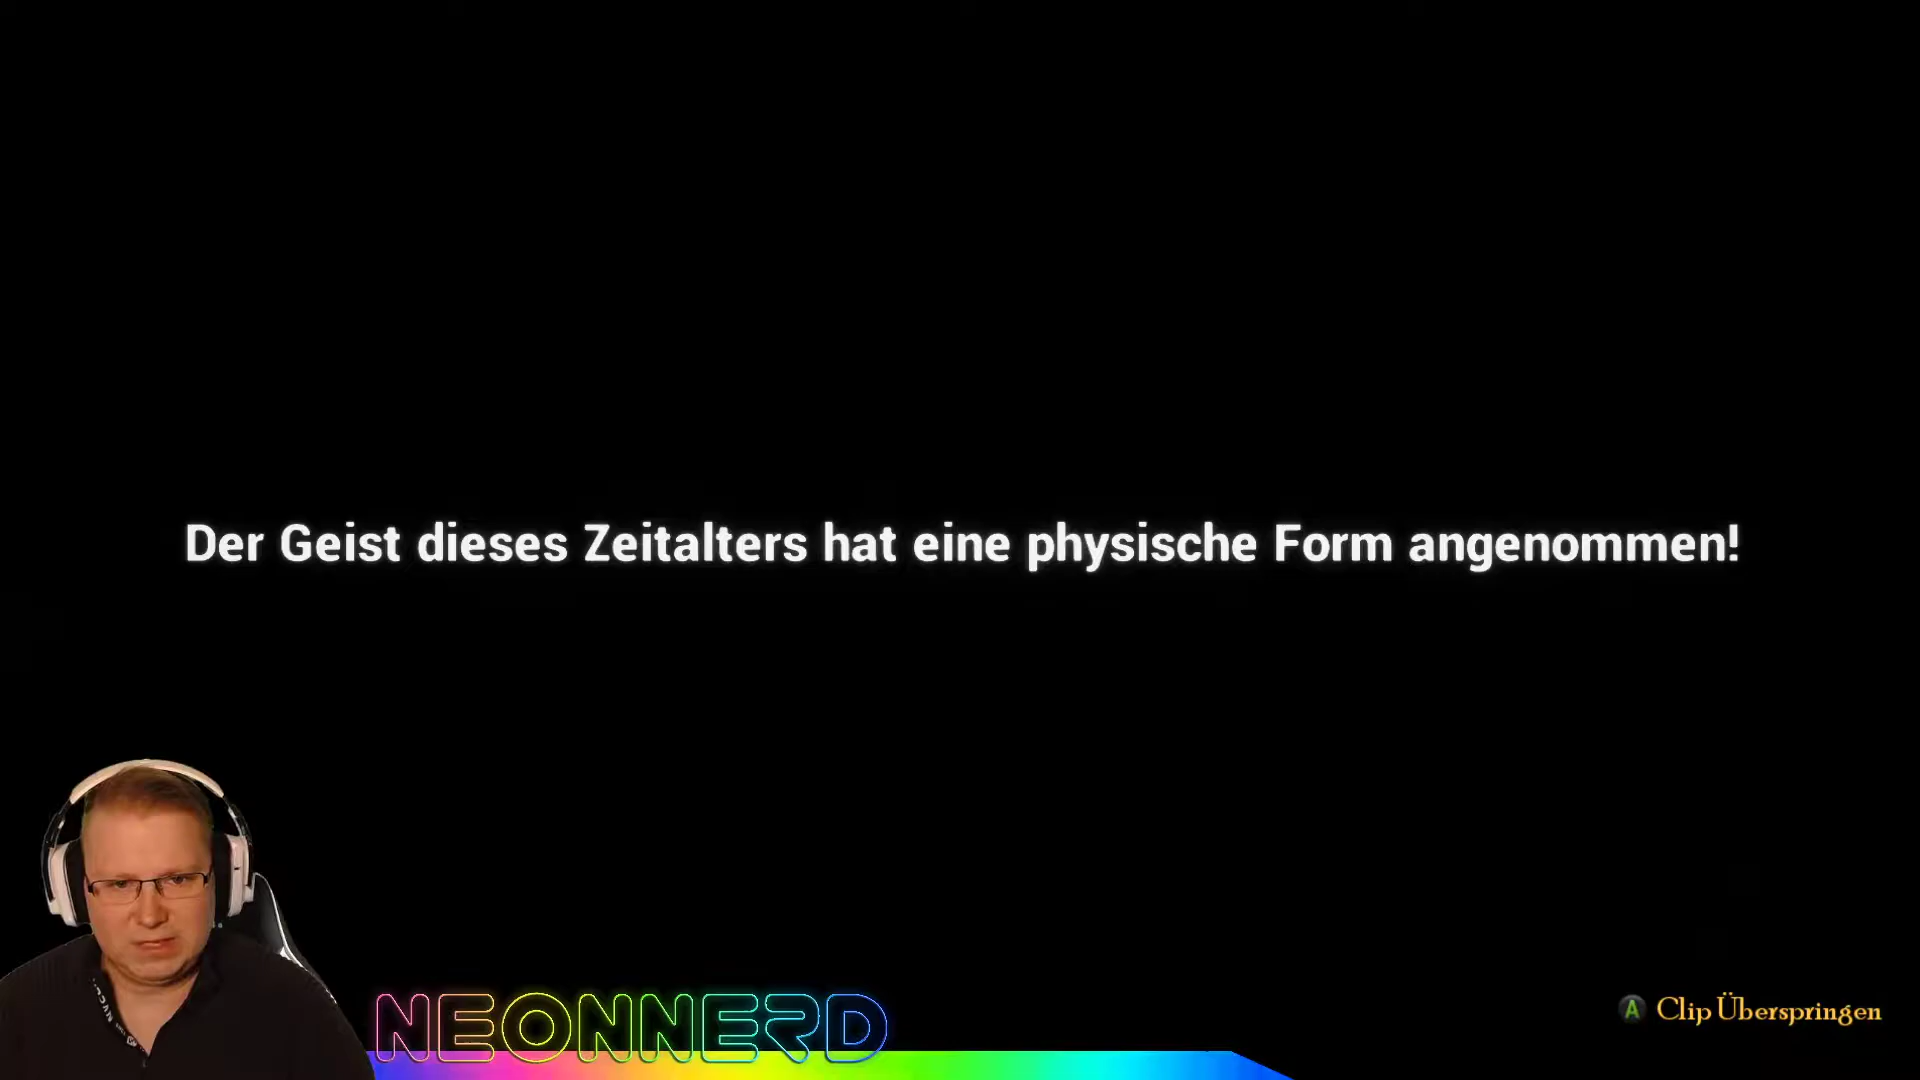 Der Geist dieses Zeitalters hat eine physische Form angenommen!
NEONNERD
A Clip Überspringen